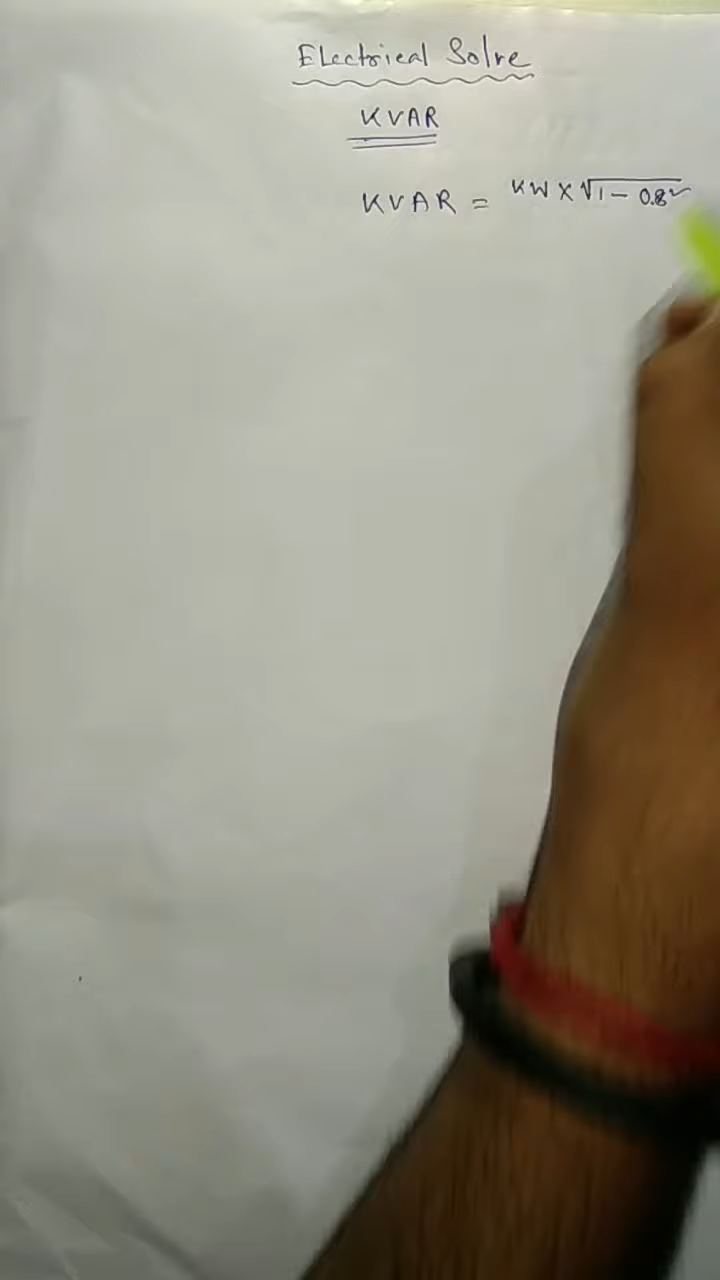 Electrical Solve
KVAR
KVAR = KW X √1 - 0.8²